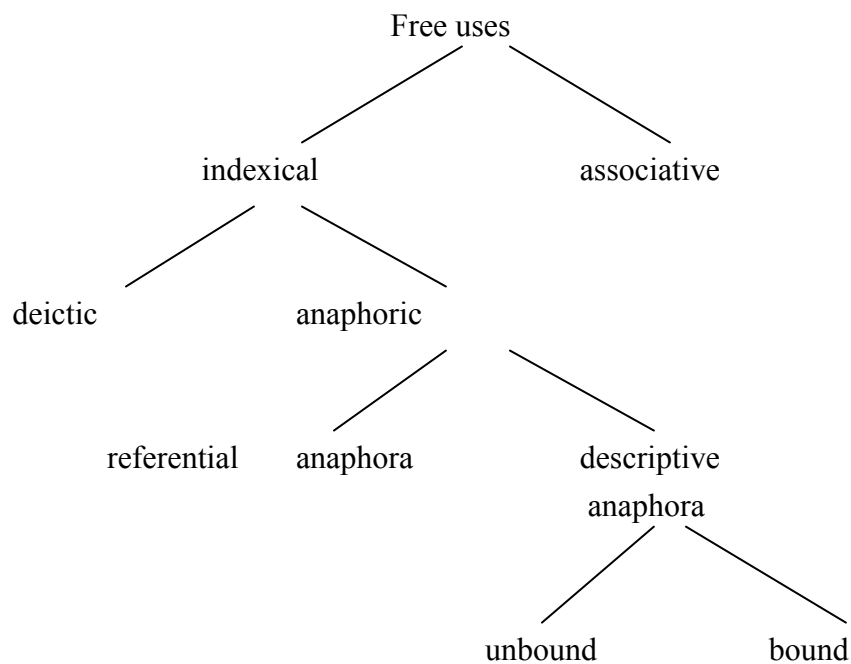 Free uses
indexical associative
deictic anaphoric
referential anaphora descriptive
anaphora
unbound bound